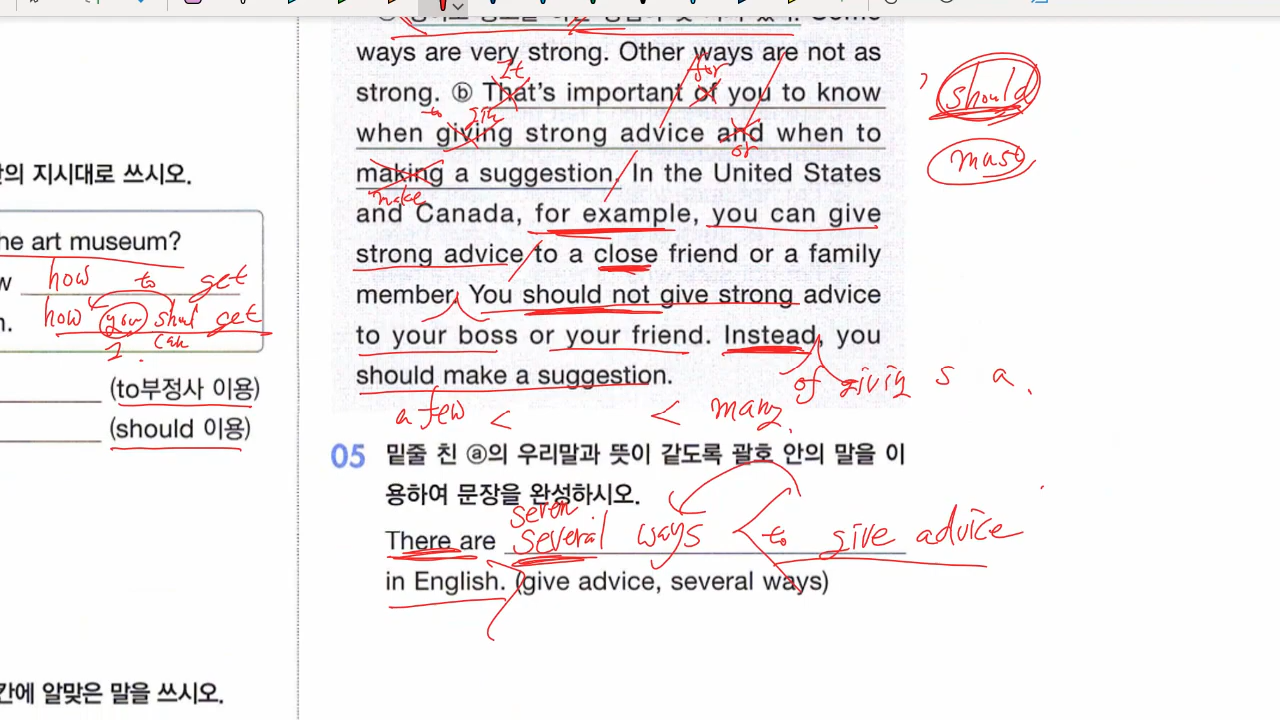 Some
ways are very strong. Other ways are not as
It for
strong. ⓑ That's important of you to know
to give
when giving strong advice and when to
or
making a suggestion. In the United States
make
and Canada, for example, you can give
strong advice to a close friend or a family
member. You should not give strong advice
to your boss or your friend. Instead, you
should make a suggestion.
of giving s a.
a few < < many.
05 밑줄 친 ⓐ의 우리말과 뜻이 같도록 괄호 안의 말을 이
용하여 문장을 완성하시오.
seven
There are several ways to give advice
in English. (give advice, several ways)
should
must
란의 지시대로 쓰시오.
he art museum?
w how to get
n. how you shoul get
I. can
(to부정사 이용)
(should 이용)
간에 알맞은 말을 쓰시오.